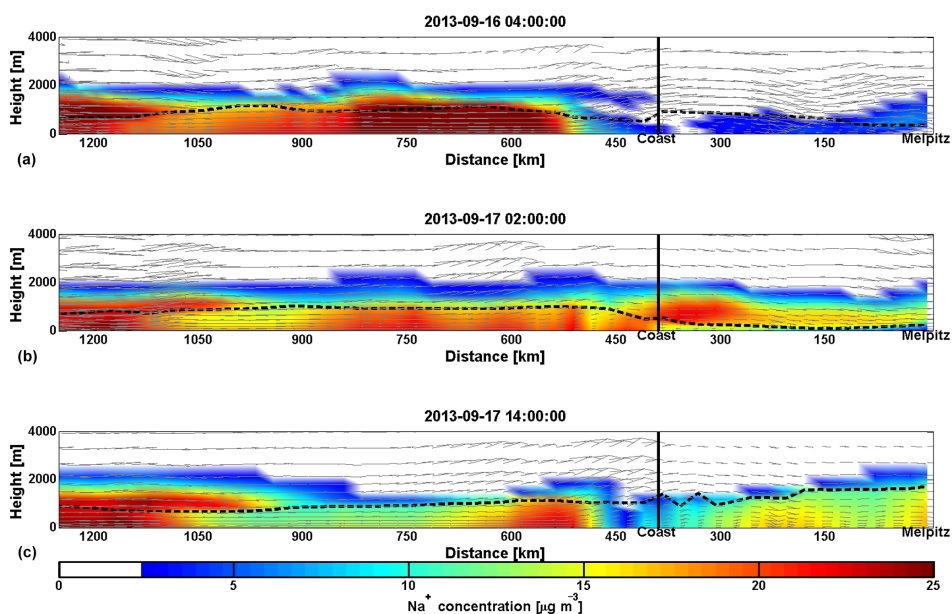 2013-09-16 04:00:00
4000
2000
0
Height [m]
1200 1050 900 750 600 450 Coast 300 150 Melpitz
(a)
Distance [km]
2013-09-17 02:00:00
4000
2000
0
Height [m]
1200 1050 900 750 600 450 Coast 300 150 Melpitz
(b)
Distance [km]
2013-09-17 14:00:00
4000
2000
0
Height [m]
1200 1050 900 750 600 450 Coast 300 150 Melpitz
(c)
Distance [km]
0 5 10 15 20 25
Na⁺ concentration [µg m⁻³]